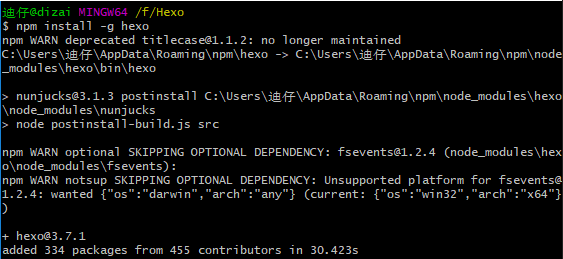 迪仔@dizai MINGW64 /f/Hexo
$ npm install -g hexo
npm WARN deprecated titlecase@1.1.2: no longer maintained
C:\Users\迪仔\AppData\Roaming\npm\hexo -> C:\Users\迪仔\AppData\Roaming\npm\node
_modules\hexo\bin\hexo
> nunjucks@3.1.3 postinstall C:\Users\迪仔\AppData\Roaming\npm\node_modules\hexo
\node_modules\nunjucks
> node postinstall-build.js src
npm WARN optional SKIPPING OPTIONAL DEPENDENCY: fsevents@1.2.4 (node_modules\hex
o\node_modules\fsevents):
npm WARN notsup SKIPPING OPTIONAL DEPENDENCY: Unsupported platform for fsevents@
1.2.4: wanted {"os":"darwin","arch":"any"} (current: {"os":"win32","arch":"x64"}
)
+ hexo@3.7.1
added 334 packages from 455 contributors in 30.423s